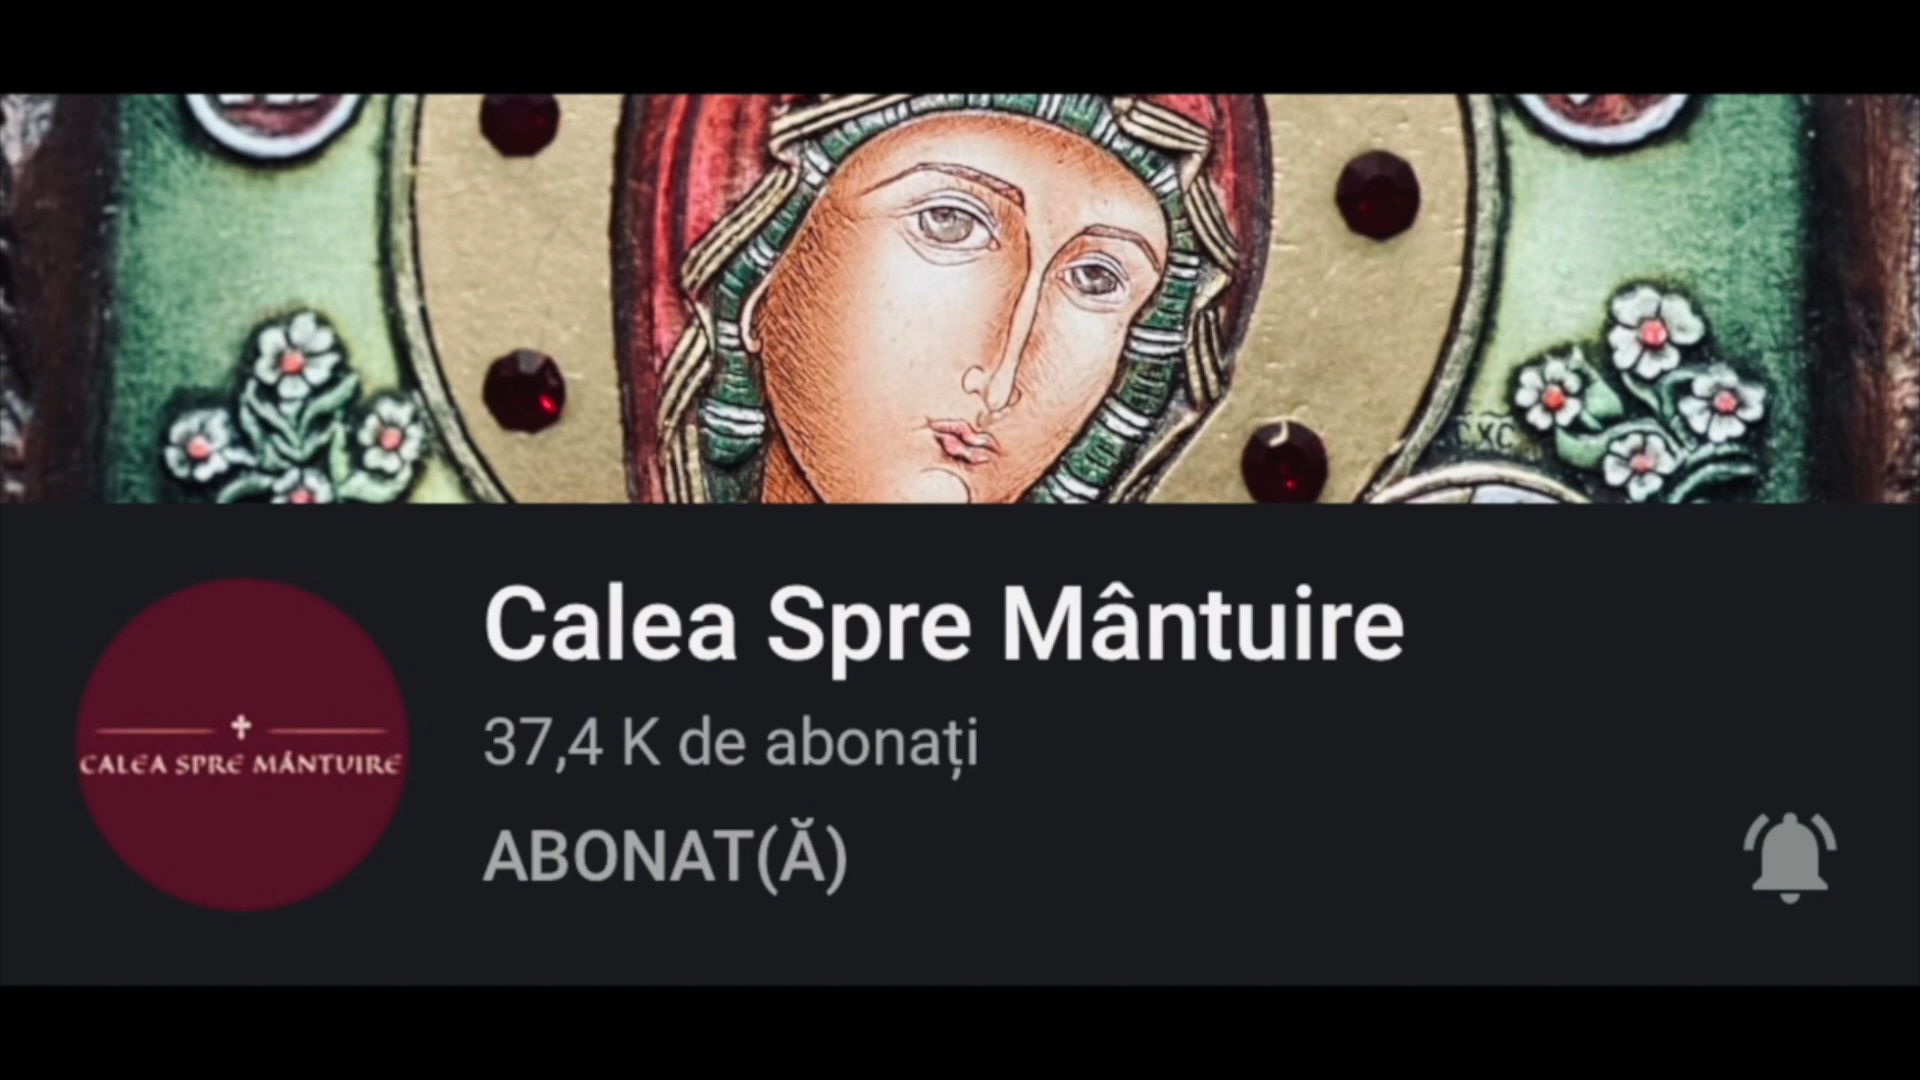 Calea Spre Mântuire
37,4 K de abonați
ABONAT(Ă)
CALEA SPRE MÂNTUIRE